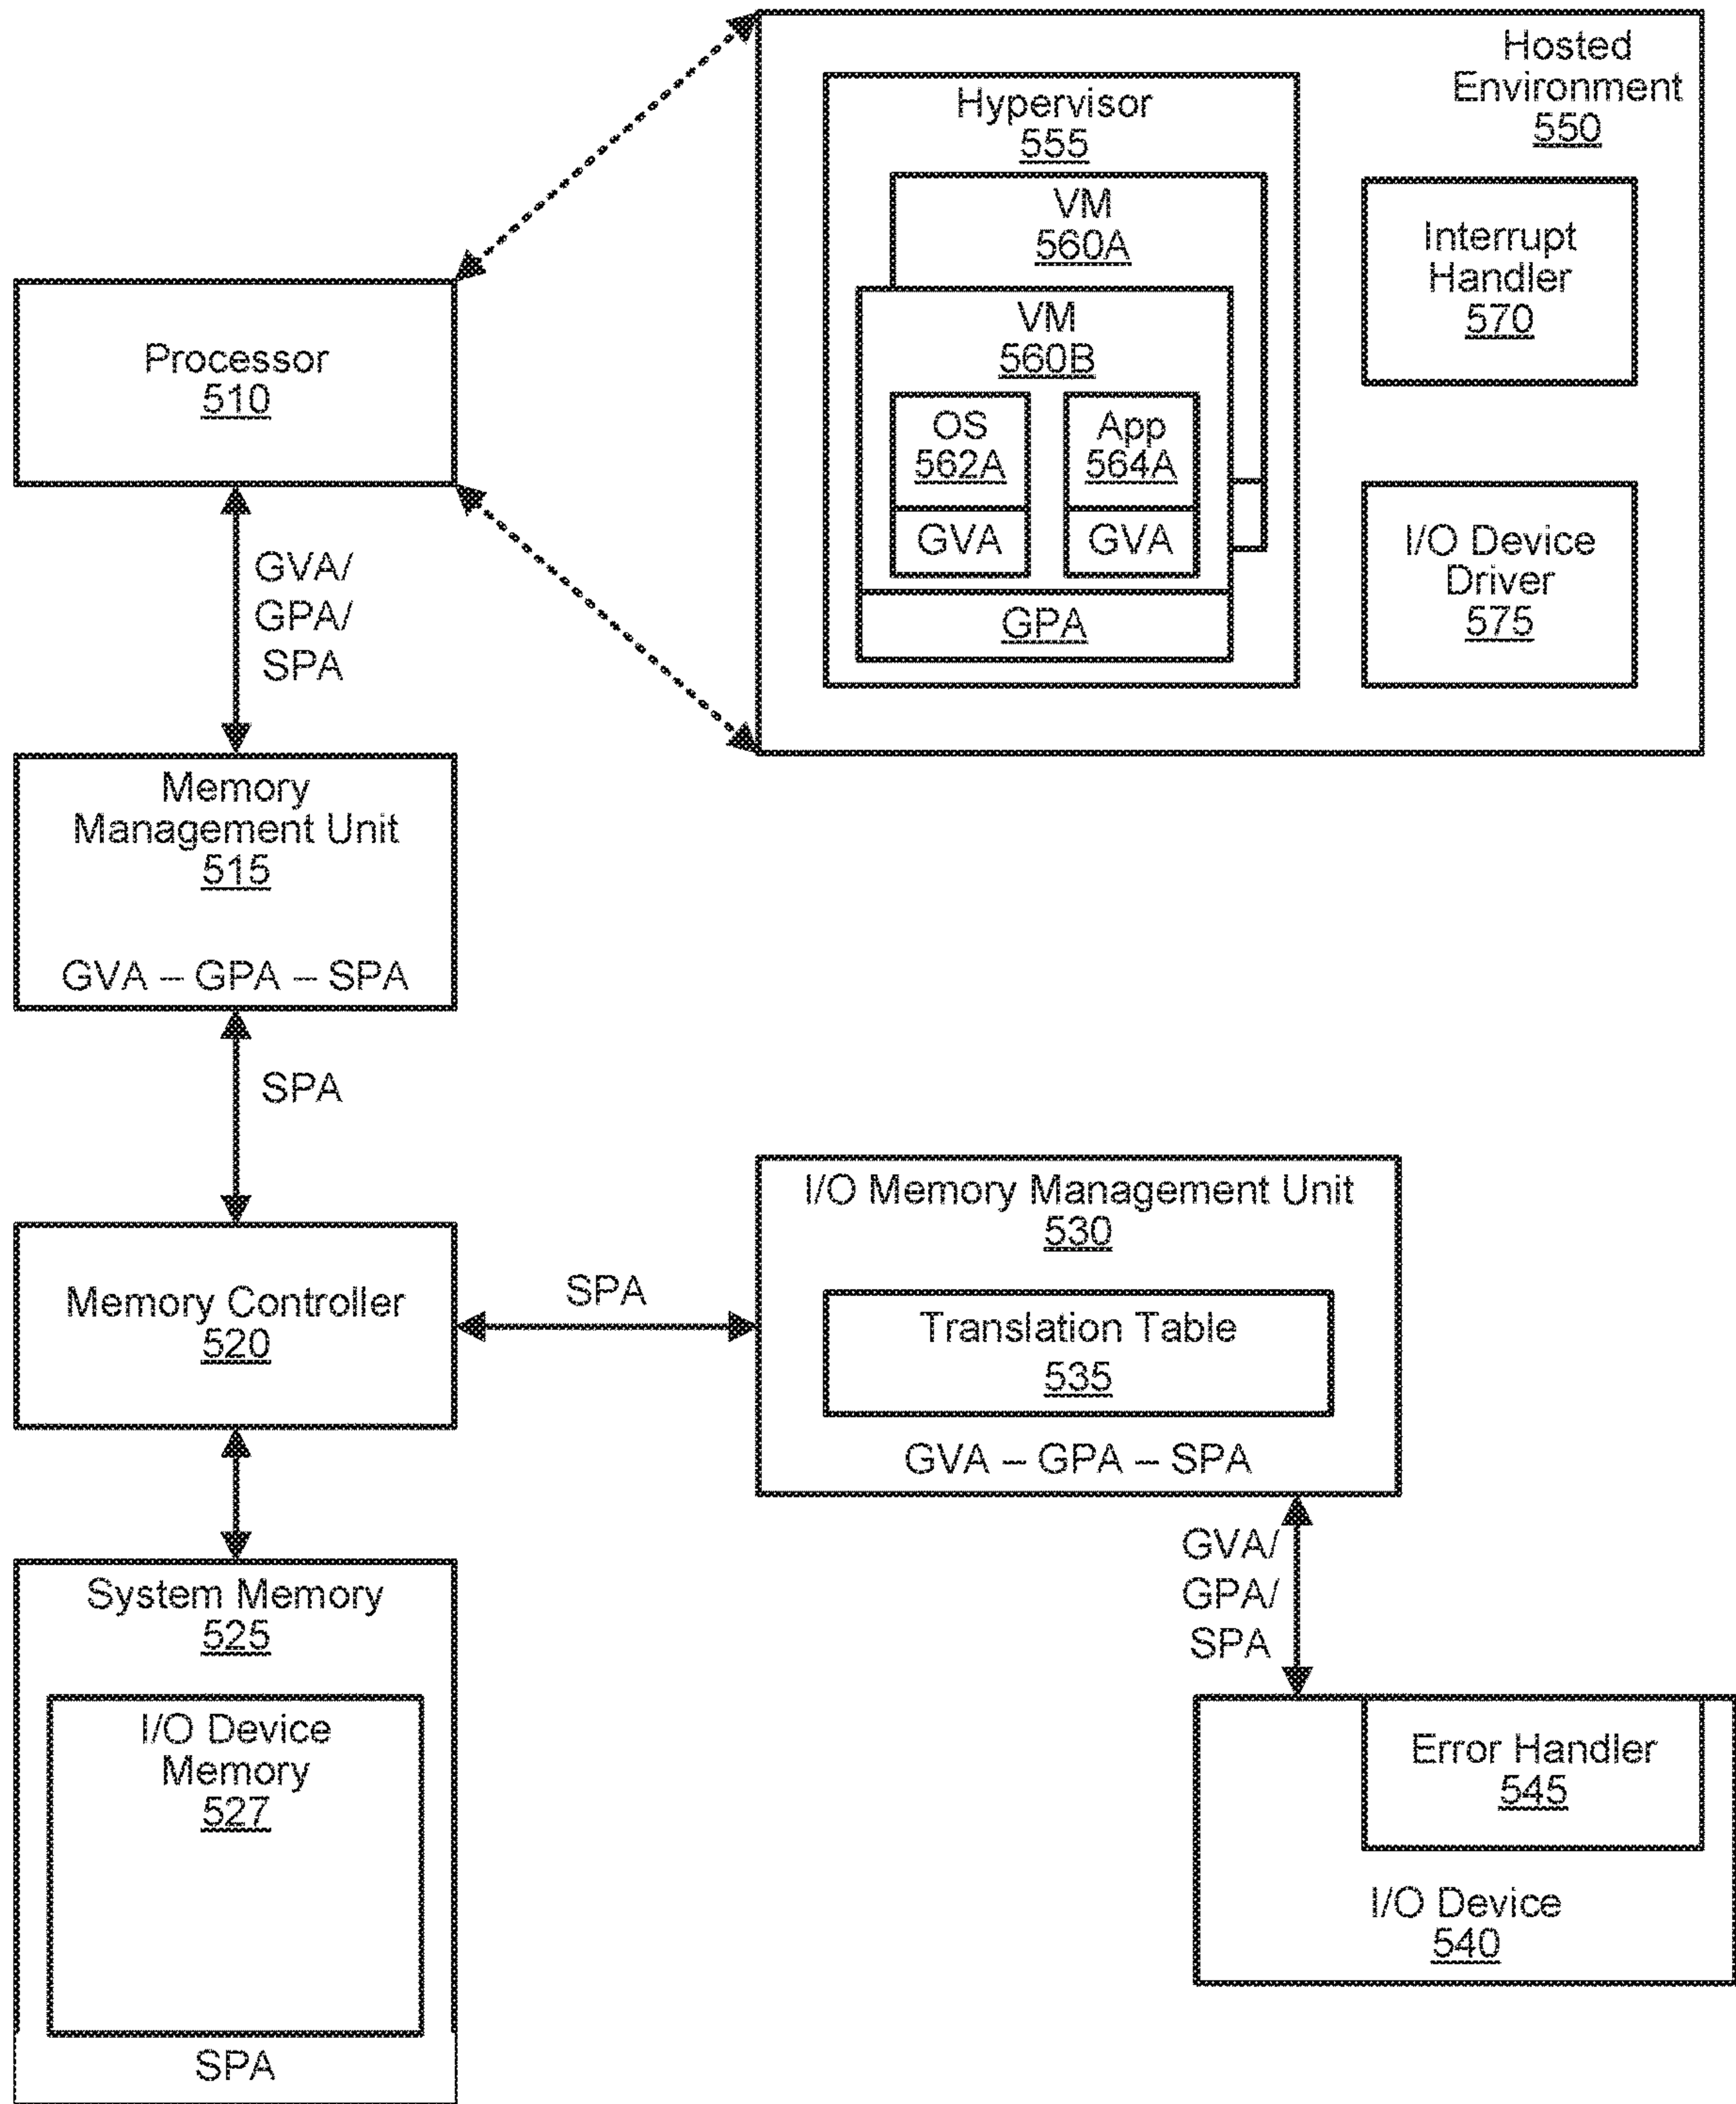 Hosted
Environment
550
Hypervisor
555
VM
560A
VM
560B
OS
562A
GVA
App
564A
GVA
GPA
Interrupt
Handler
570
I/O Device
Driver
575
Processor
510
GVA/
GPA/
SPA
Memory
Management Unit
515
GVA – GPA – SPA
SPA
Memory Controller
520
SPA
I/O Memory Management Unit
530
Translation Table
535
GVA – GPA – SPA
GVA/
GPA/
SPA
System Memory
525
I/O Device
Memory
527
SPA
Error Handler
545
I/O Device
540